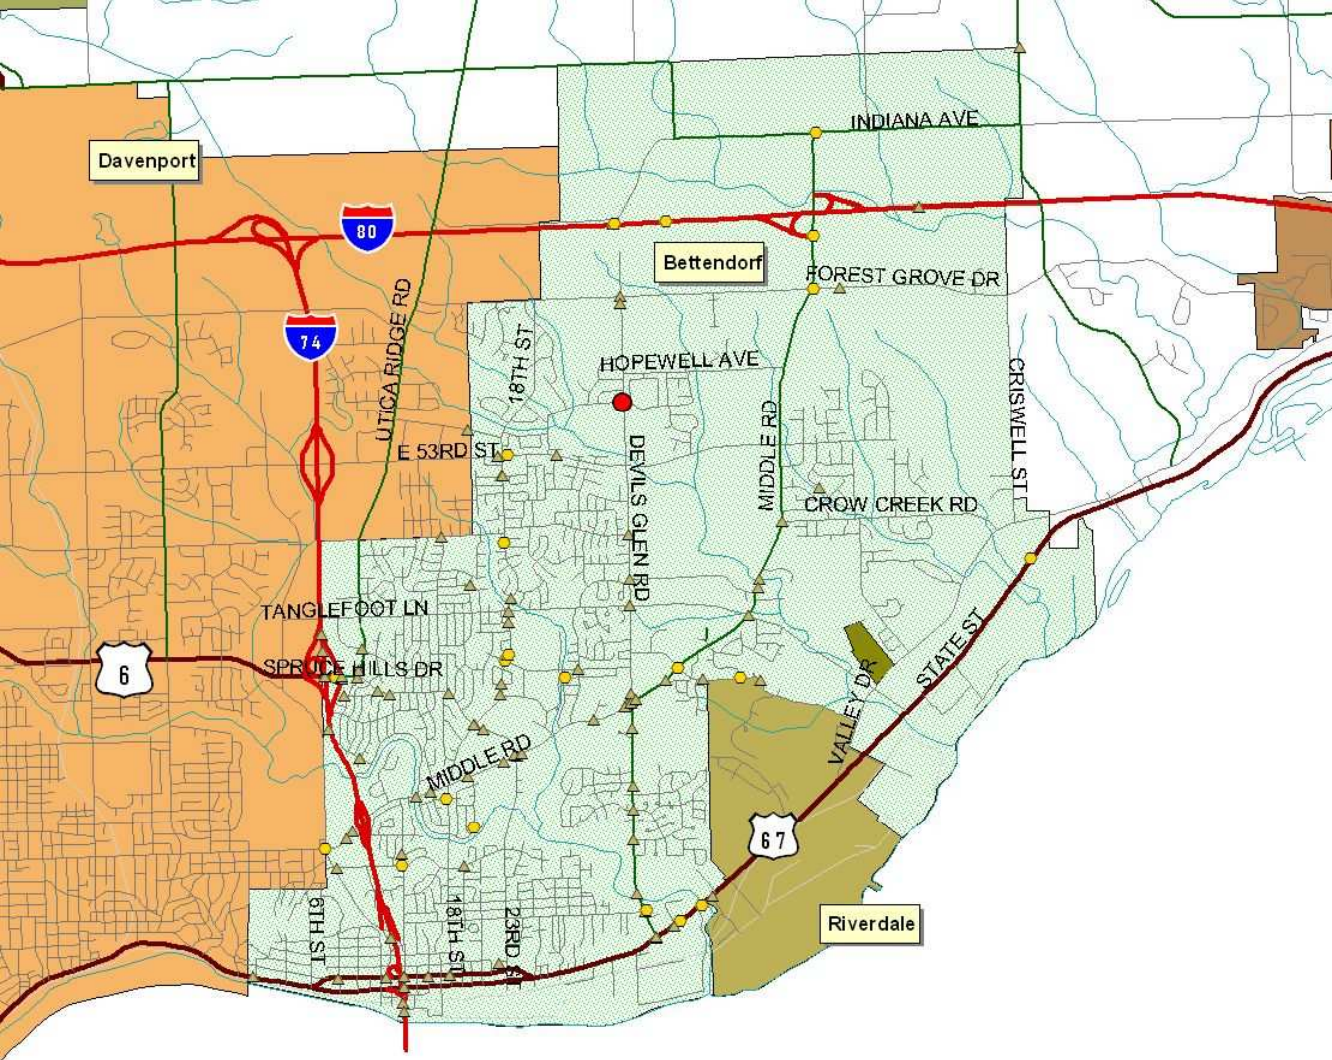 INDIANA AVE
Davenport
80
Bettendorf
FOREST GROVE DR
74
UTICA RIDGE RD
18TH ST
HOPEWELL AVE
CRISWELL ST
MIDDLE RD
E 53RD ST
DEVILS GLEN RD
CROW CREEK RD
TANGLEFOOT LN
6
SPRUCE HILLS DR
STATE ST
VALLEY DR
MIDDLE RD
67
6TH ST
18TH ST
23RD ST
Riverdale